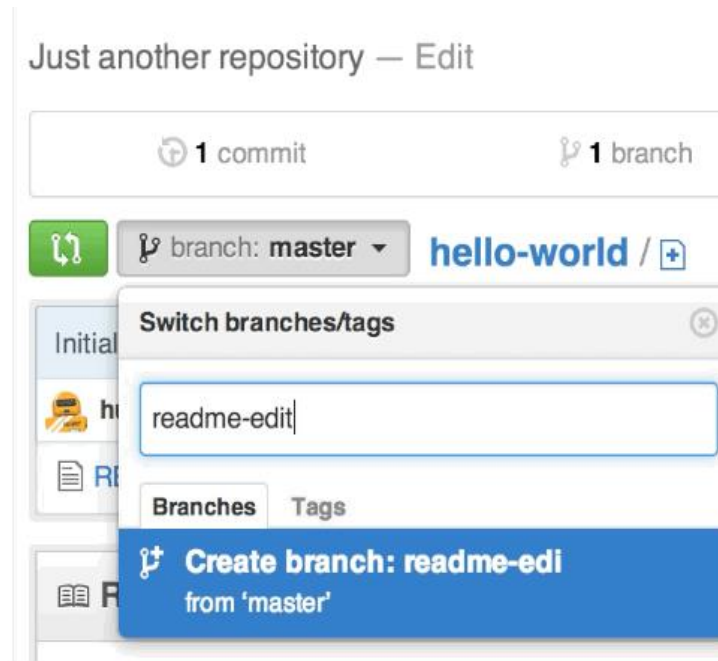 Just another repository — Edit
1 commit
1 branch
branch: master
hello-world /
Switch branches/tags
Initial
readme-edit
Branches Tags
Create branch: readme-edi
from ‘master’